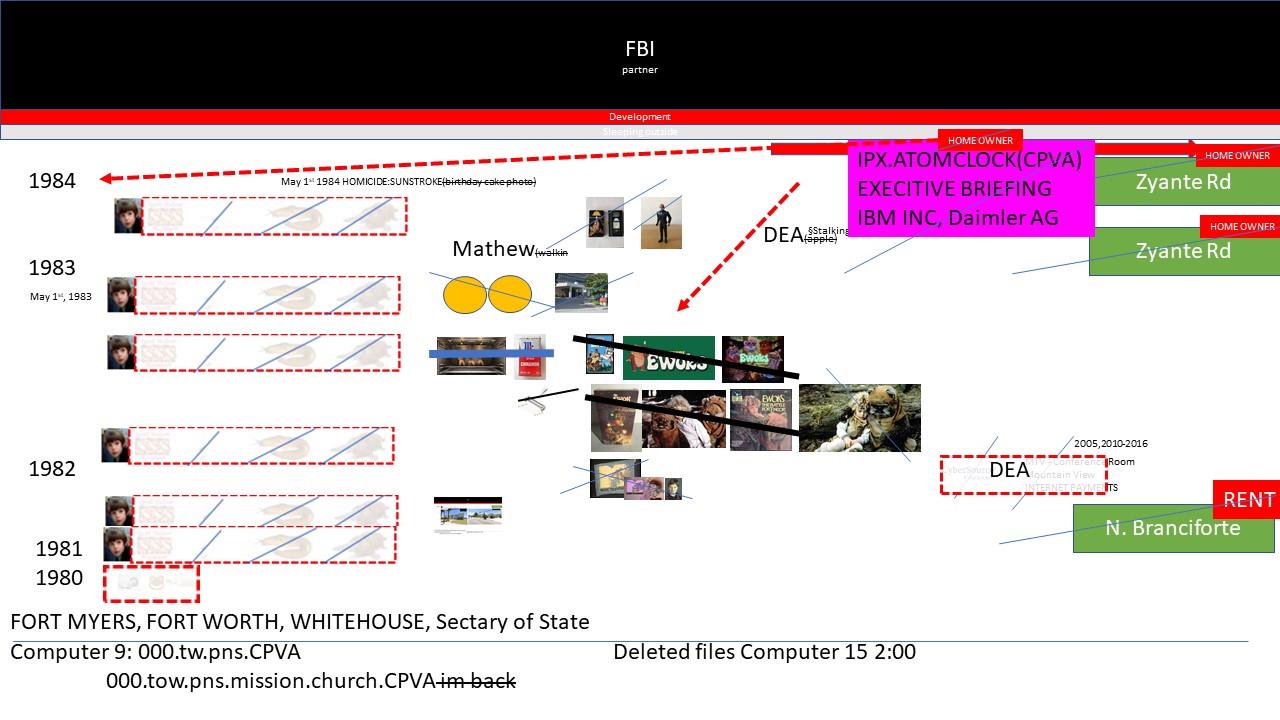 FBI
partner
Development
Sleeping outside
HOME OWNER
HOME OWNER
IPX.ATOMCLOCK(CPVA)
EXECITIVE BRIEFING
IBM INC, Daimler AG
Zyante Rd
1984
May 1st 1984 HOMICIDE:SUNSTROKE(birthday cake photo)
HOME OWNER
DEA(apple)
§Stalking
Mathew(walkin
Zyante Rd
1983
May 1st, 1983
EWOKS
2005,2010-2016
1982
DEA
MTV -Conference Room
Mountain View
INTERNET PAYMENTS
RENT
N. Branciforte
1981
1980
FORT MYERS, FORT WORTH, WHITEHOUSE, Sectary of State
Computer 9: 000.tw.pns.CPVA
Deleted files Computer 15 2:00
000.tow.pns.mission.church.CPVA im back